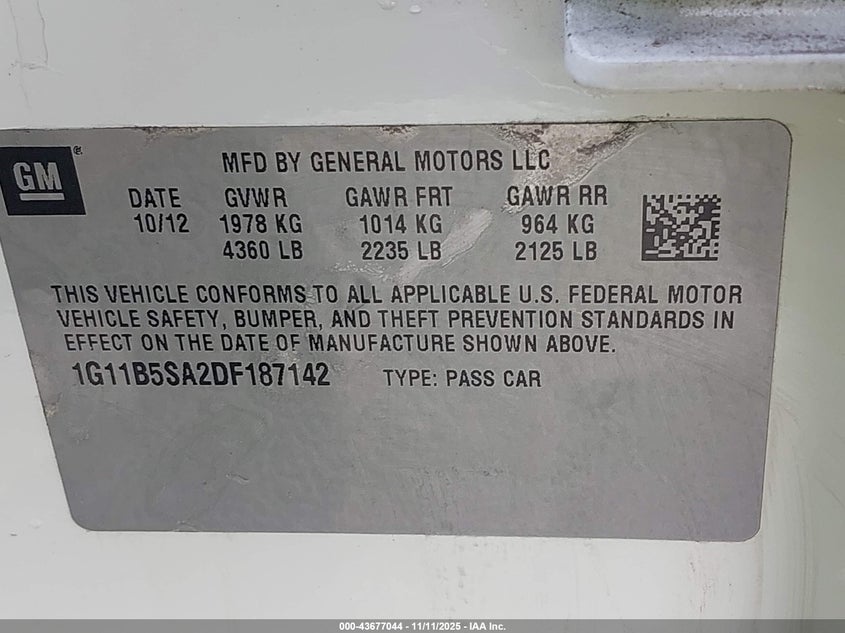 GM
MFD BY GENERAL MOTORS LLC
DATE GVWR GAWR FRT GAWR RR
10/12 1978 KG 1014 KG 964 KG
4360 LB 2235 LB 2125 LB
THIS VEHICLE CONFORMS TO ALL APPLICABLE U.S. FEDERAL MOTOR
VEHICLE SAFETY, BUMPER, AND THEFT PREVENTION STANDARDS IN
EFFECT ON THE DATE OF MANUFACTURE SHOWN ABOVE.
1G11B5SA2DF187142 TYPE: PASS CAR
000-43677044 - 11/11/2025 - IAA Inc.